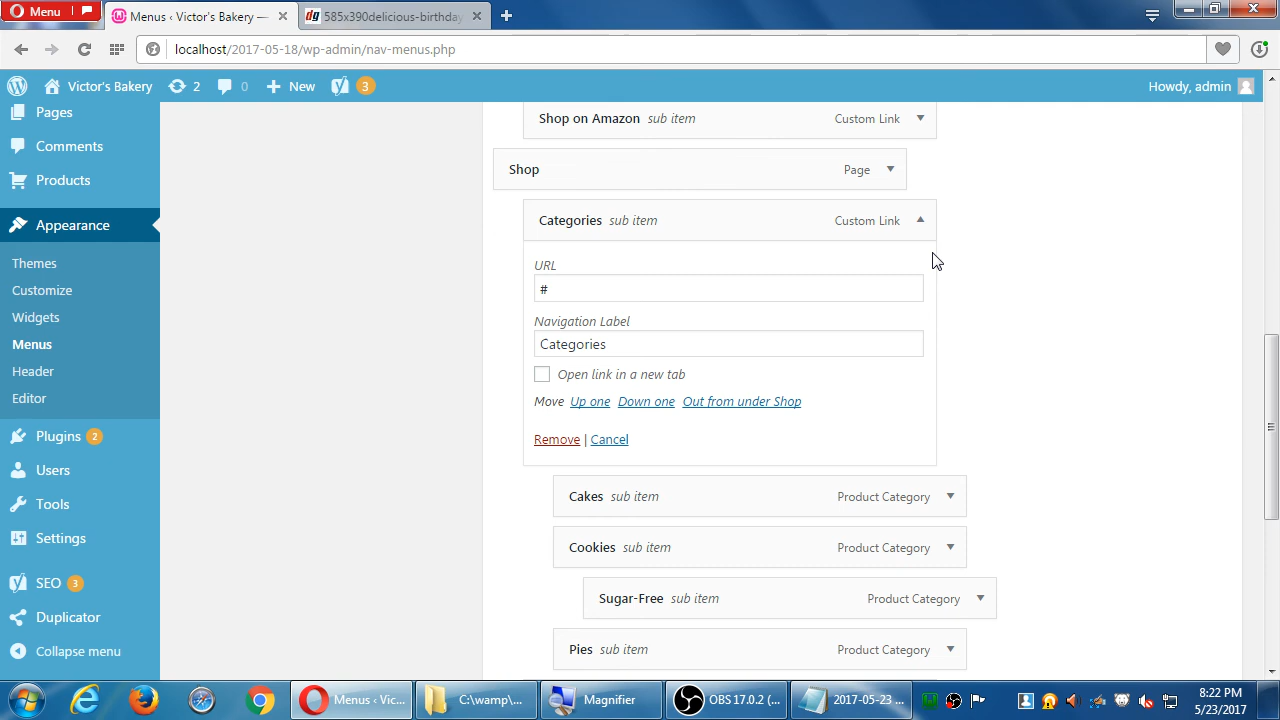 Menu
Menus ‹ Victor's Bakery —
585x390delicious-birthday
localhost/2017-05-18/wp-admin/nav-menus.php
Victor's Bakery 2 0 New 3 Howdy, admin
Pages
Comments
Products
Appearance
Themes
Customize
Widgets
Menus
Header
Editor
Plugins 2
Users
Tools
Settings
SEO 3
Duplicator
Collapse menu
Shop on Amazon sub item Custom Link
Shop Page
Categories sub item Custom Link
URL
#
Navigation Label
Categories
Open link in a new tab
Move Up one Down one Out from under Shop
Remove | Cancel
Cakes sub item Product Category
Cookies sub item Product Category
Sugar-Free sub item Product Category
Pies sub item Product Category
Menus ‹ Vic...
C:\wamp\...
Magnifier
OBS 17.0.2 (...
2017-05-23 ...
8:22 PM
5/23/2017